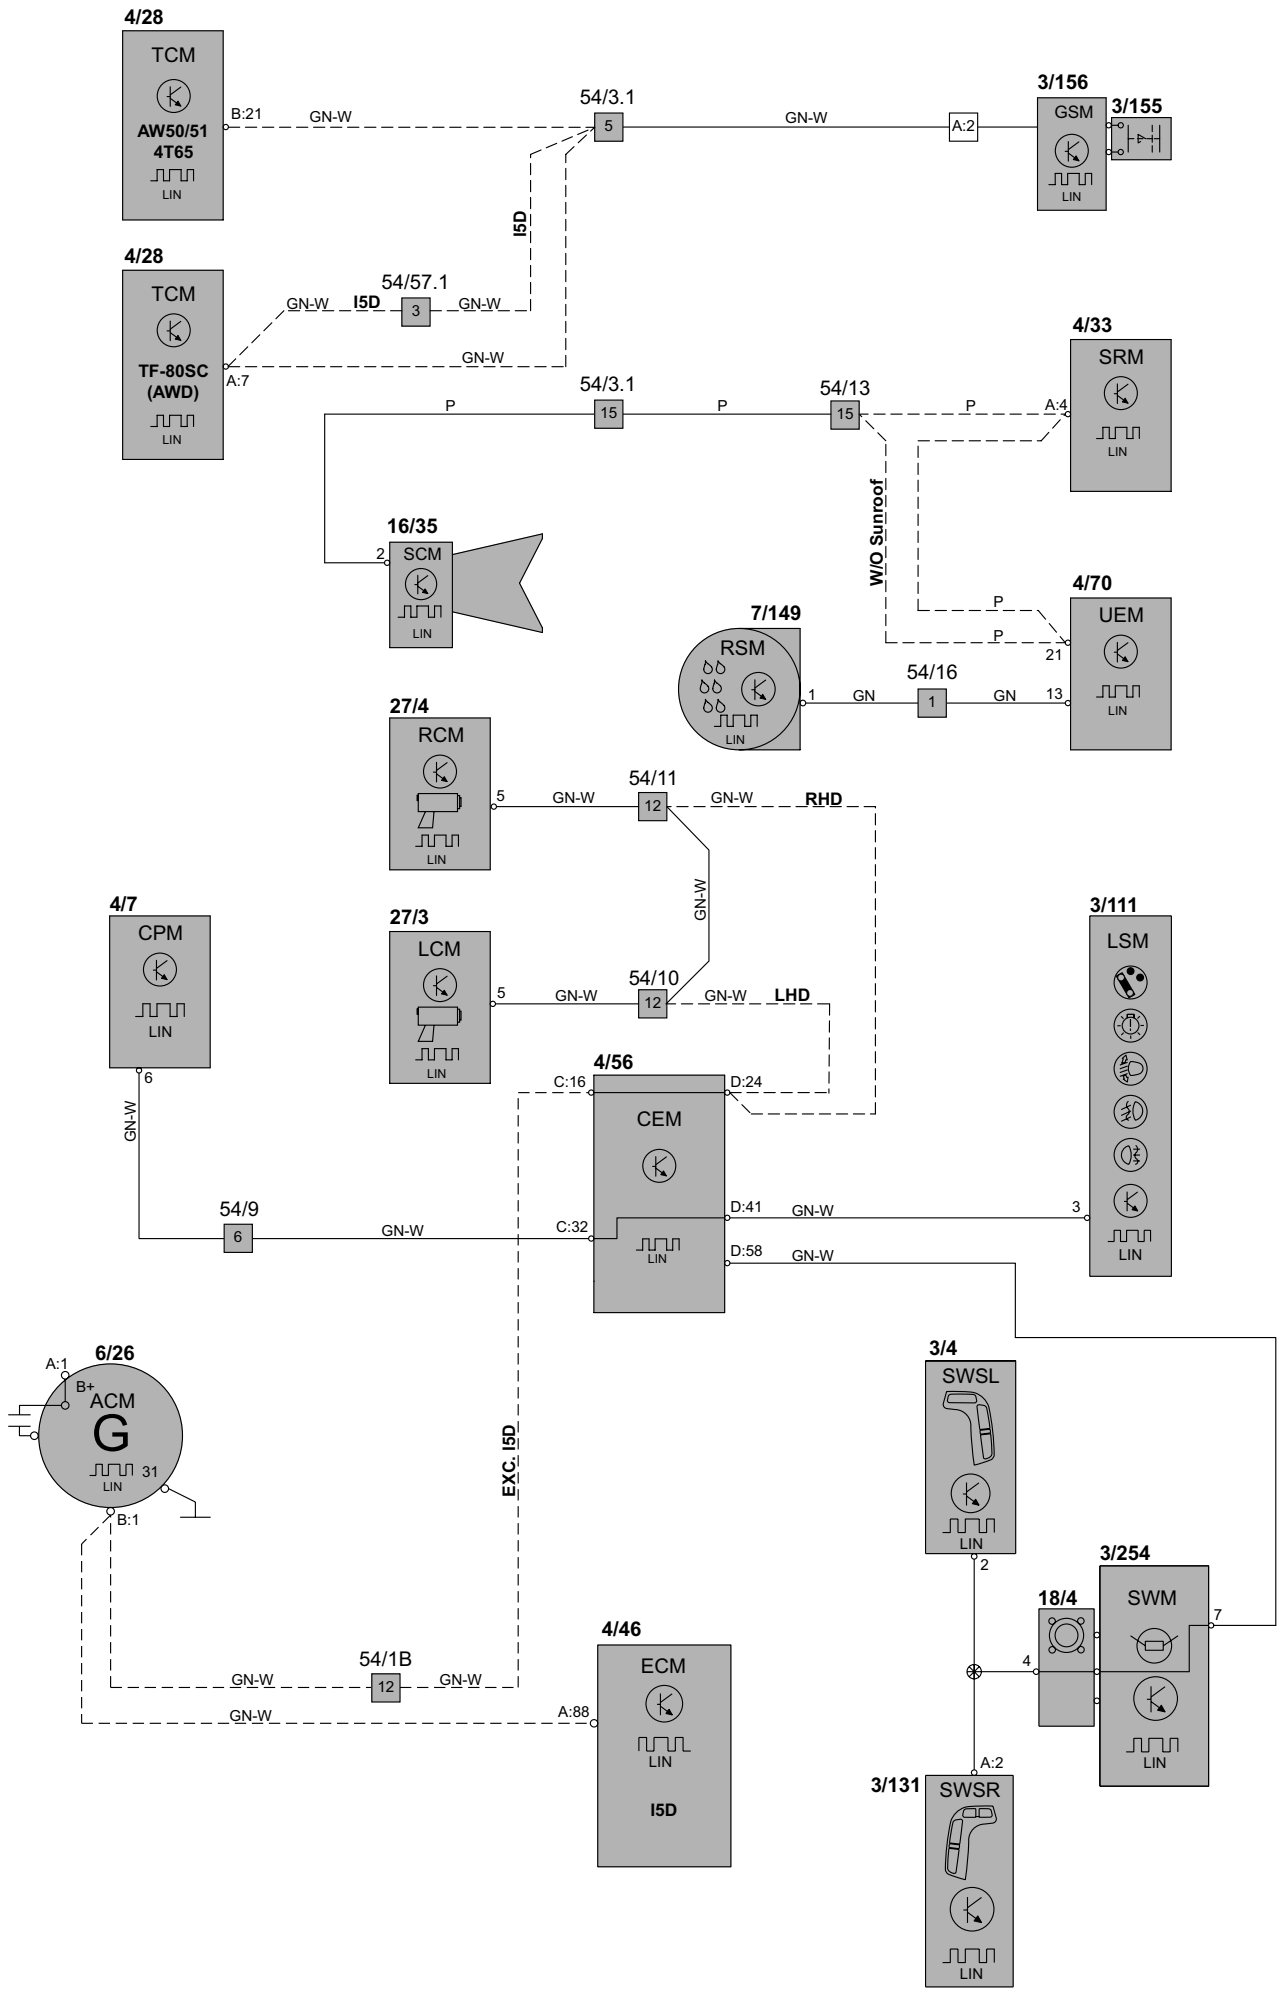 4/28
TCM
AW50/51
4T65
LIN
B:21
GN-W
54/3.1
5
GN-W
A:2
3/156
GSM
LIN
3/155
I5D
4/28
TCM
TF-80SC
(AWD)
LIN
A:7
GN-W
I5D
54/57.1
3
GN-W
GN-W
P
54/3.1
15
P
54/13
15
P
A:4
4/33
SRM
LIN
W/O Sunroof
16/35
2
SCM
LIN
P
P
21
4/70
UEM
LIN
7/149
RSM
LIN
1
GN
54/16
1
GN
13
27/4
RCM
LIN
5
GN-W
54/11
12
GN-W
RHD
GN-W
27/3
LCM
LIN
5
GN-W
54/10
12
GN-W
LHD
4/7
CPM
LIN
6
GN-W
54/9
6
GN-W
4/56
C:16
D:24
CEM
C:32
D:41
GN-W
D:58
GN-W
LIN
3
3/111
LSM
LIN
6/26
A:1
B+
ACM
G
LIN
31
B:1
EXC. I5D
GN-W
54/1B
12
GN-W
GN-W
A:88
4/46
ECM
LIN
I5D
3/4
SWSL
LIN
2
18/4
4
3/254
SWM
LIN
7
A:2
3/131
SWSR
LIN